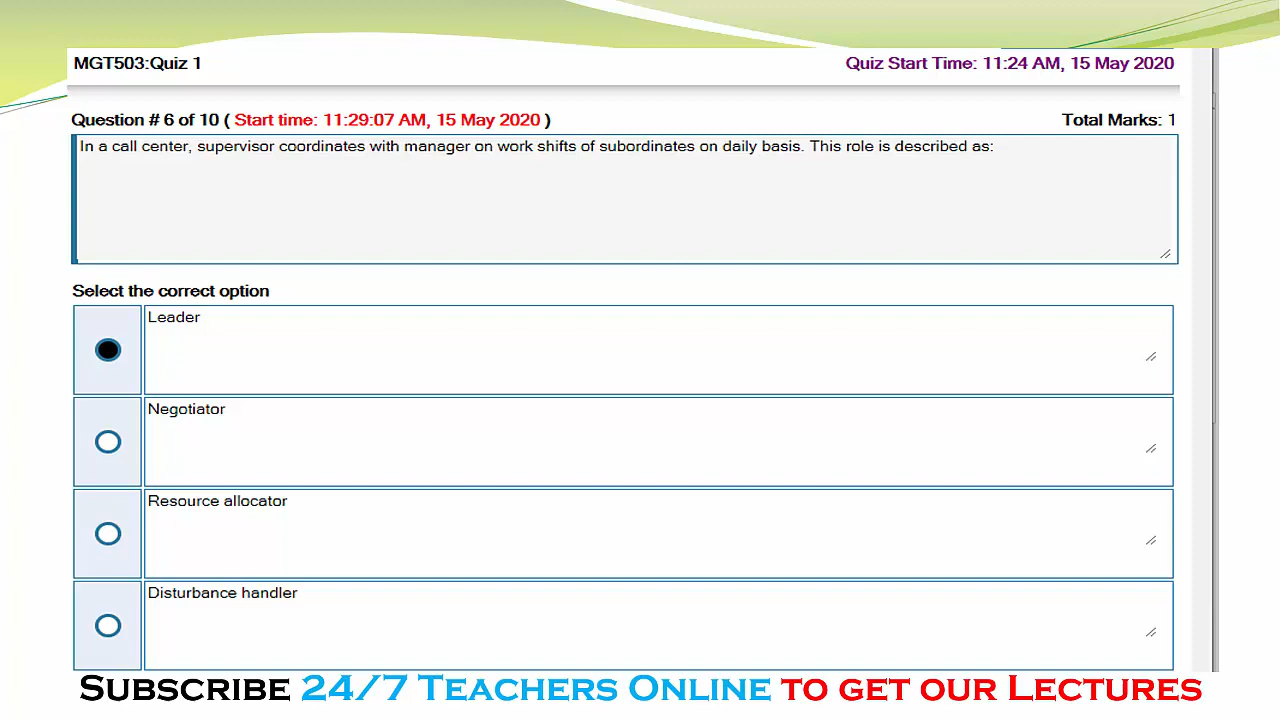 MGT503:Quiz 1
Quiz Start Time: 11:24 AM, 15 May 2020
Question # 6 of 10 ( Start time: 11:29:07 AM, 15 May 2020 )
Total Marks: 1
In a call center, supervisor coordinates with manager on work shifts of subordinates on daily basis. This role is described as:
Select the correct option
Leader
Negotiator
Resource allocator
Disturbance handler
Subscribe 24/7 Teachers Online to get our Lectures